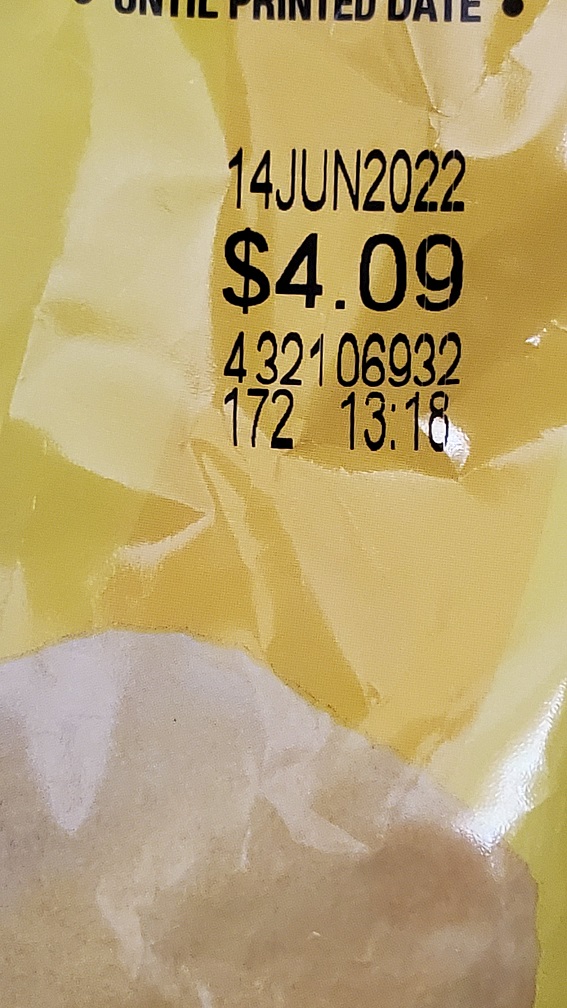 • UNTIL PRINTED DATE •
14JUN2022
$4.09
432106932
172 13:18